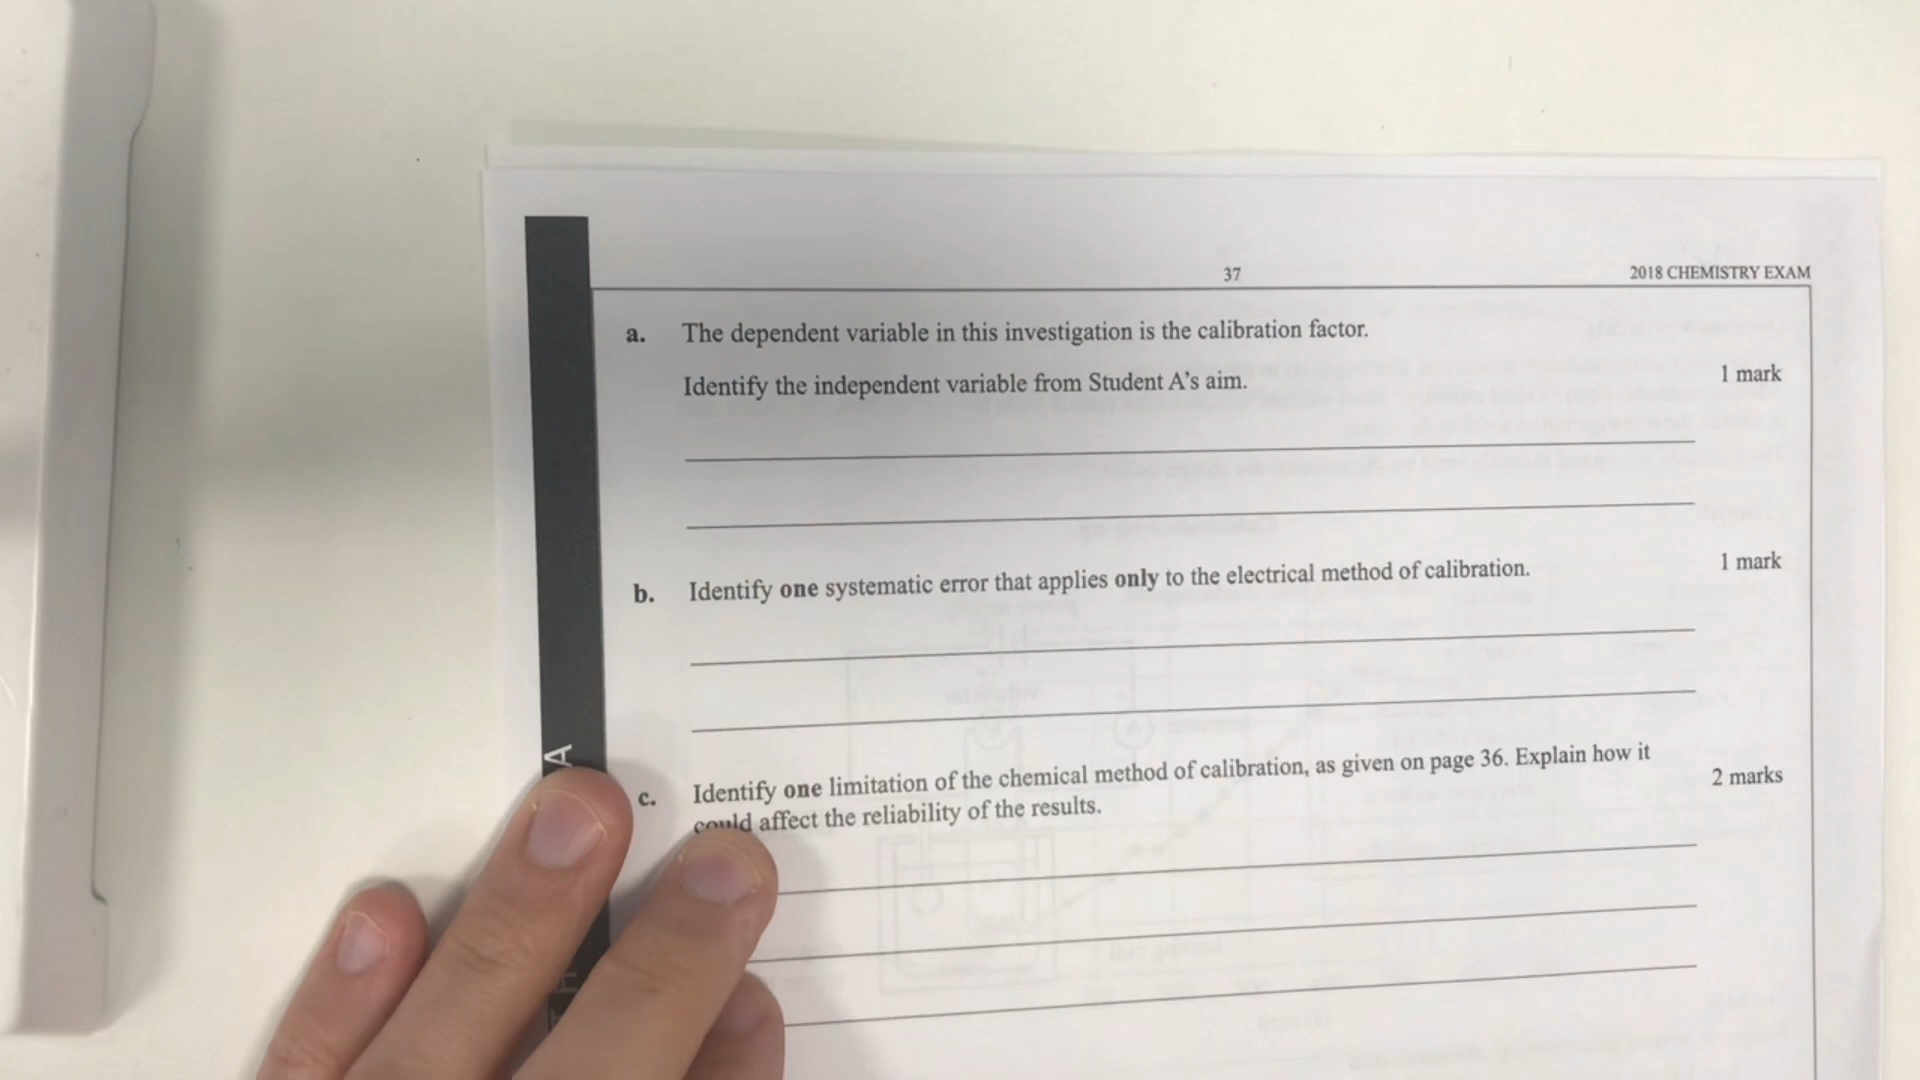 37
2018 CHEMISTRY EXAM
a. The dependent variable in this investigation is the calibration factor.
Identify the independent variable from Student A's aim.
1 mark
b. Identify one systematic error that applies only to the electrical method of calibration.
1 mark
c. Identify one limitation of the chemical method of calibration, as given on page 36. Explain how it
could affect the reliability of the results.
2 marks
A